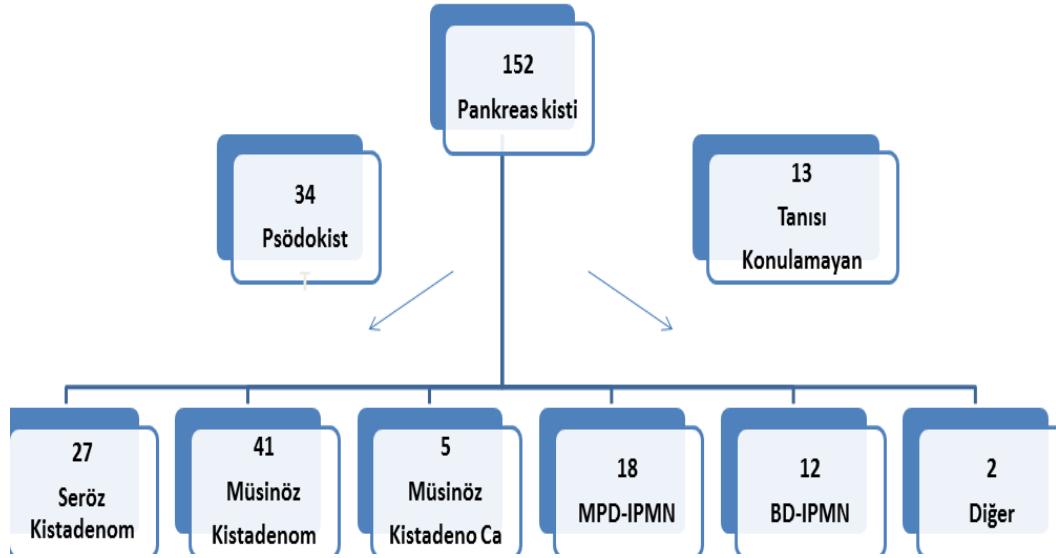 152
Pankreas kisti
34
Psödokist
13
Tanısı
Konulamayan
27
Seröz
Kistadenom
41
Müsinöz
Kistadenom
5
Müsinöz
Kistadeno Ca
18
MPD-IPMN
12
BD-IPMN
2
Diğer